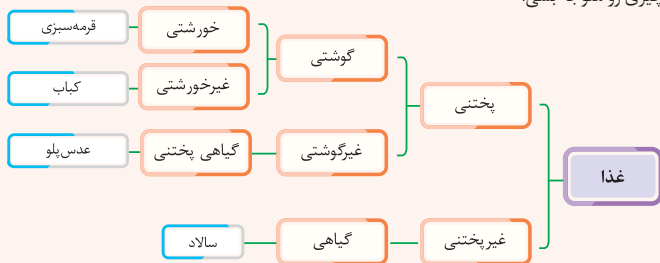 خورشتی
قرمه‌سبزی
گوشتی
غیرخورشتی
کباب
پختنی
غیرگوشتی
گیاهی پختنی
عدس‌پلو
غذا
غیرپختنی
گیاهی
سالاد